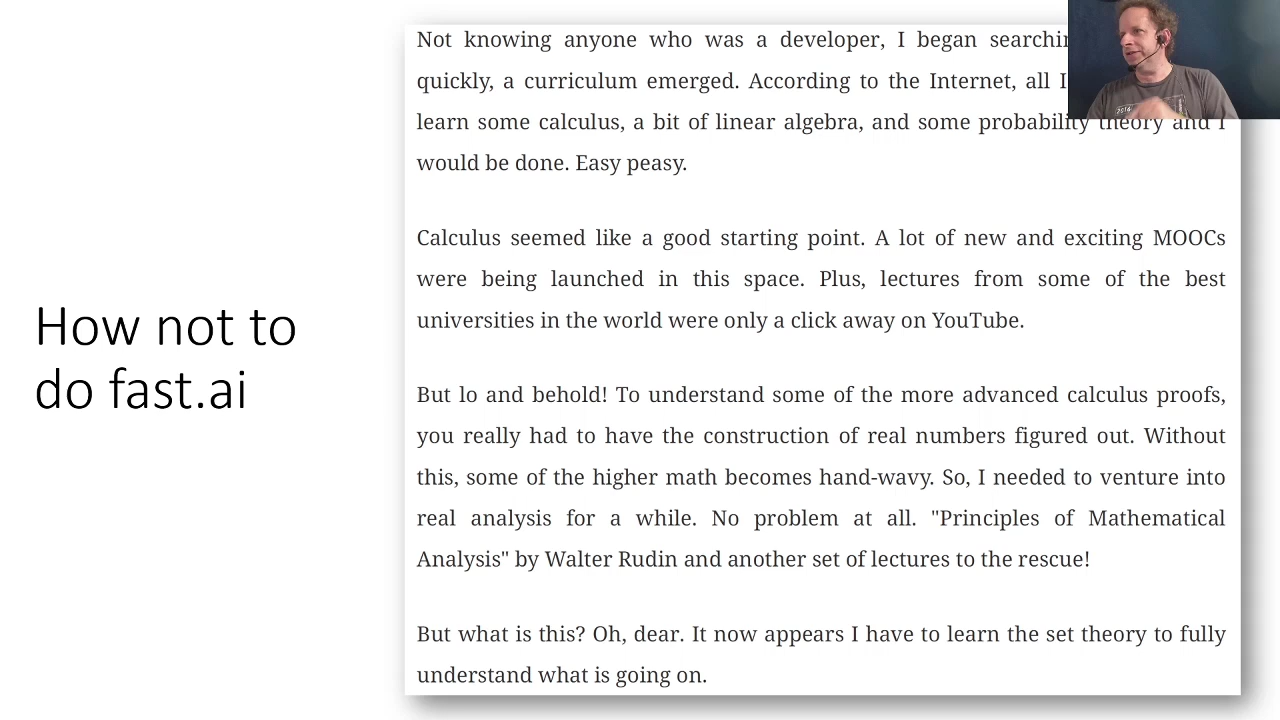 How not to
do fast.ai
Not knowing anyone who was a developer, I began
quickly, a curriculum emerged. According to the Internet, all I
learn some calculus, a bit of linear algebra, and some probability theory and I
would be done. Easy peasy.
Calculus seemed like a good starting point. A lot of new and exciting MOOCs
were being launched in this space. Plus, lectures from some of the best
universities in the world were only a click away on YouTube.
But lo and behold! To understand some of the more advanced calculus proofs,
you really had to have the construction of real numbers figured out. Without
this, some of the higher math becomes hand-wavy. So, I needed to venture into
real analysis for a while. No problem at all. "Principles of Mathematical
Analysis" by Walter Rudin and another set of lectures to the rescue!
But what is this? Oh, dear. It now appears I have to learn the set theory to fully
understand what is going on.